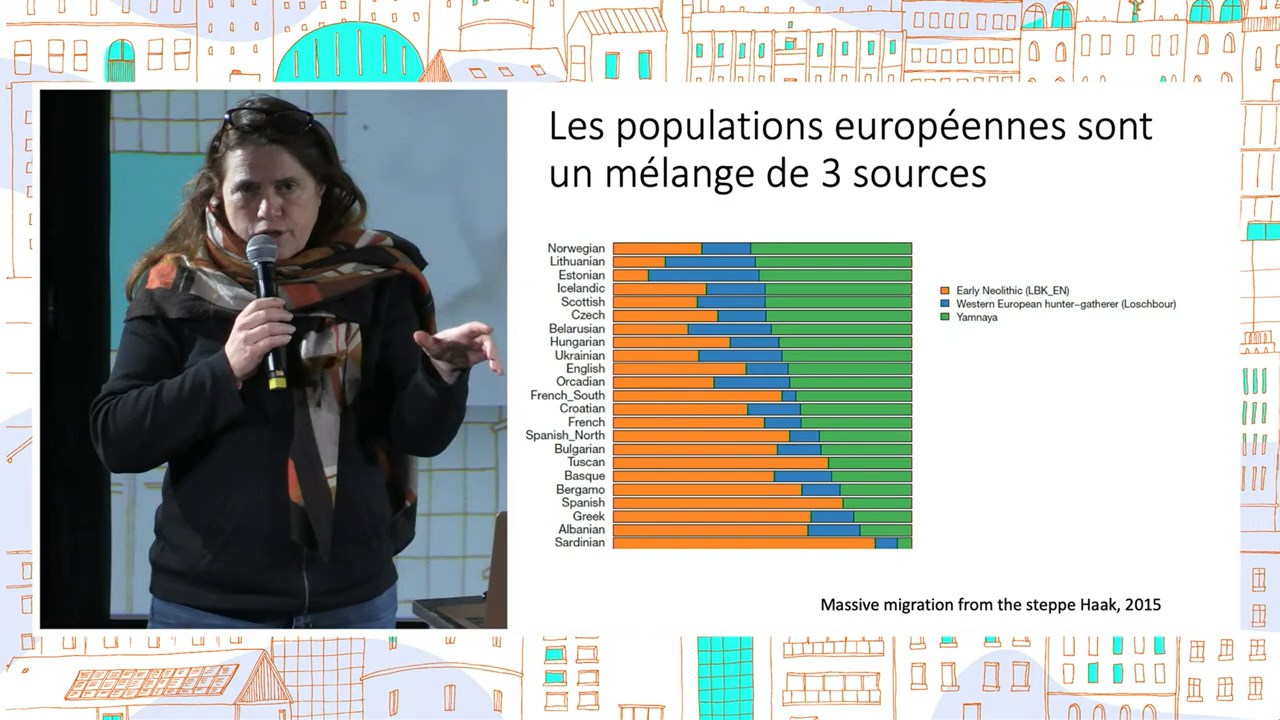 Les populations européennes sont
un mélange de 3 sources
Norwegian
Lithuanian
Estonian
Icelandic
Scottish
Czech
Belarusian
Hungarian
Ukrainian
English
Orcadian
French_South
Croatian
French
Spanish_North
Bulgarian
Tuscan
Basque
Bergamo
Spanish
Greek
Albanian
Sardinian
Early Neolithic (LBK_EN)
Western European hunter–gatherer (Loschbour)
Yamnaya
Massive migration from the steppe Haak, 2015